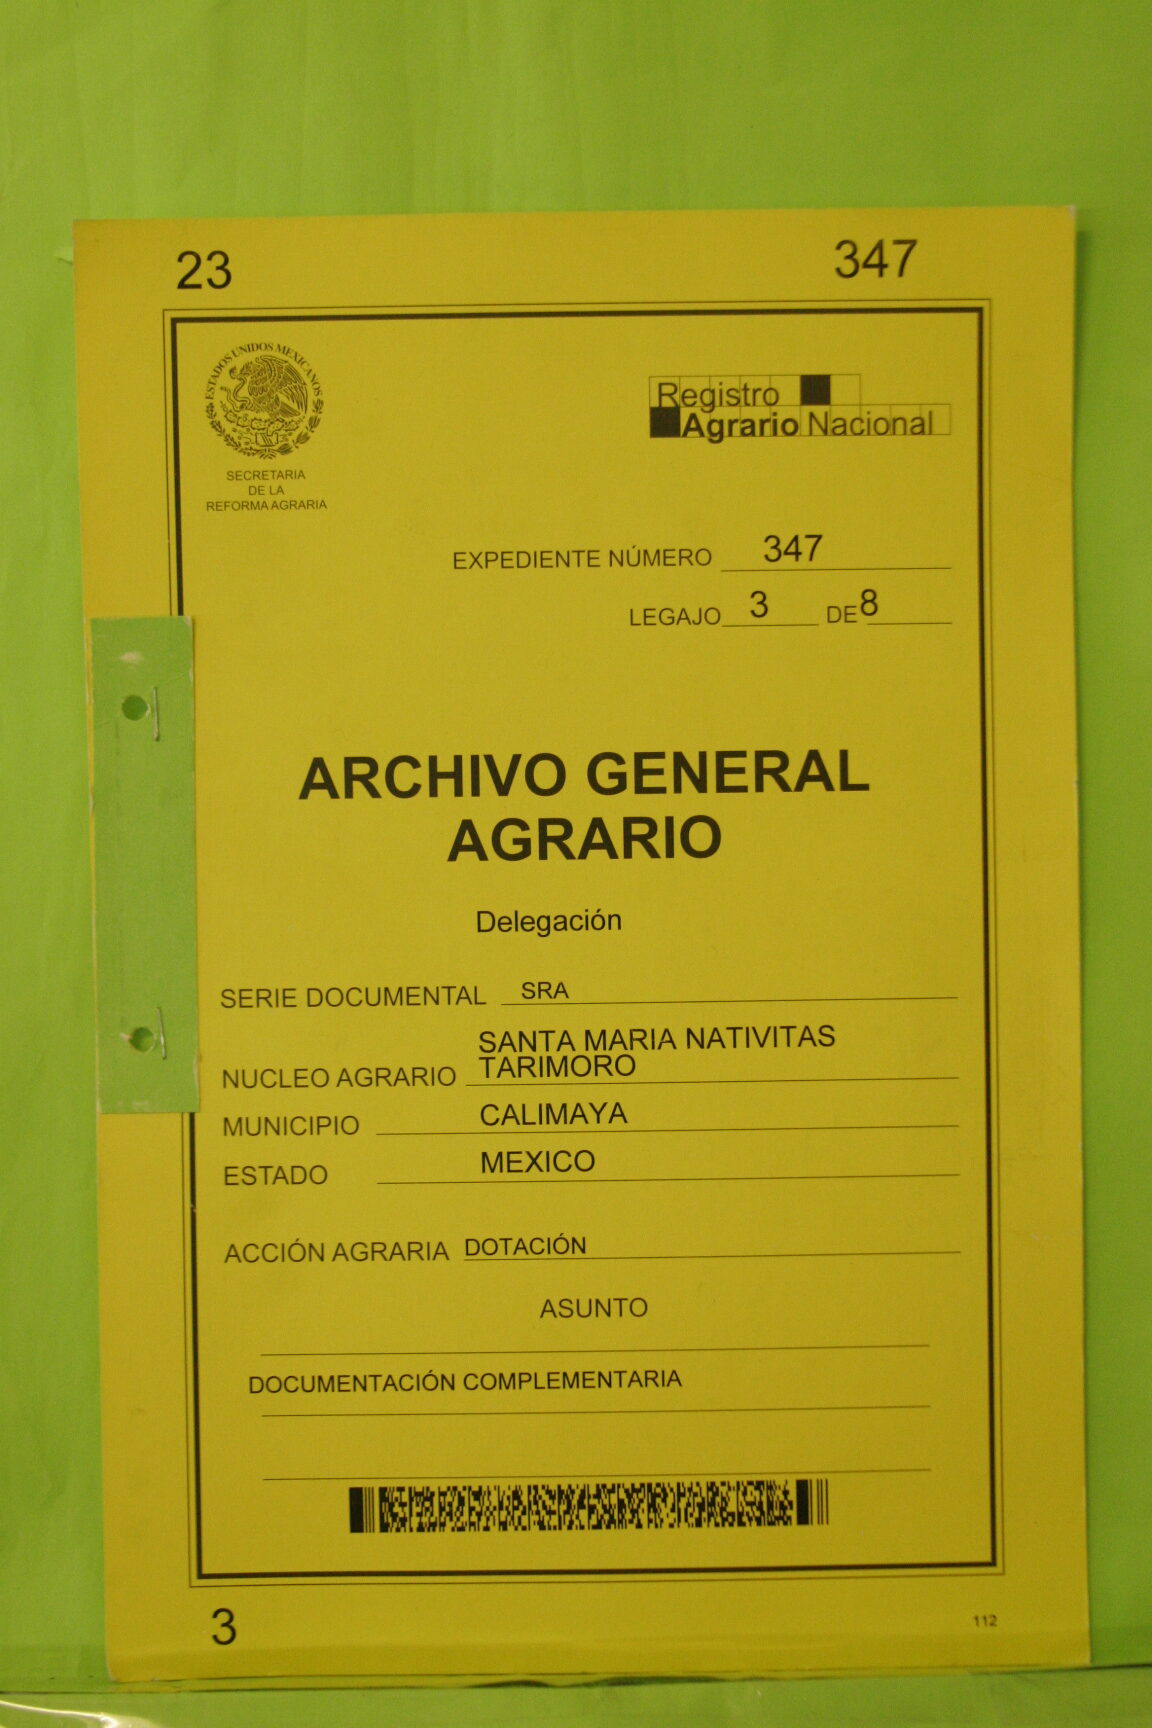 23
347
ESTADOS UNIDOS MEXICANOS
SECRETARIA
DE LA
REFORMA AGRARIA
Registro
Agrario Nacional
EXPEDIENTE NÚMERO 347
LEGAJO 3 DE 8
ARCHIVO GENERAL
AGRARIO
Delegación
SERIE DOCUMENTAL SRA
SANTA MARIA NATIVITAS
NUCLEO AGRARIO TARIMORO
MUNICIPIO CALIMAYA
ESTADO MEXICO
ACCIÓN AGRARIA DOTACIÓN
ASUNTO
DOCUMENTACIÓN COMPLEMENTARIA
3
112